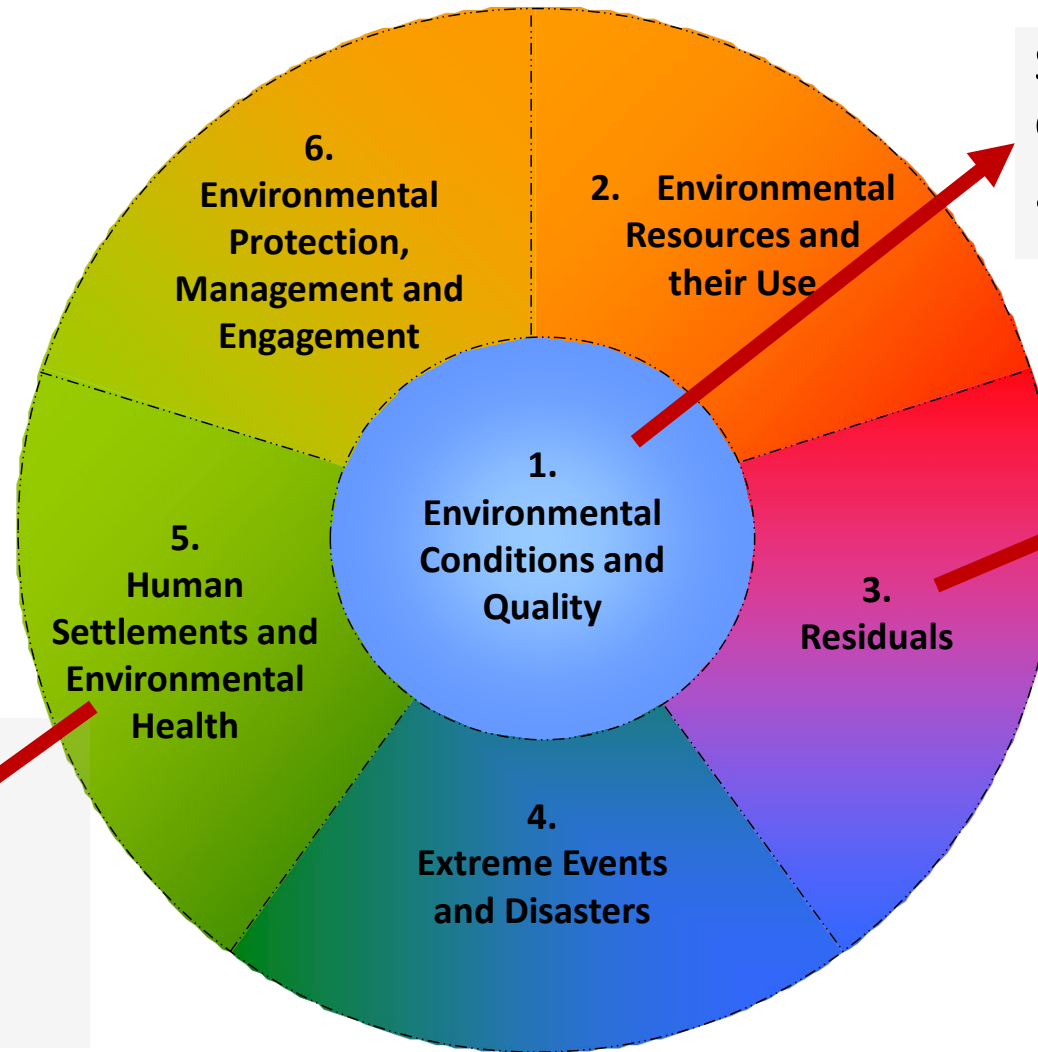 6.
Environmental
Protection,
Management and
Engagement
2. Environmental
Resources and
their Use
1.
Environmental
Conditions and
Quality
3.
Residuals
5.
Human
Settlements and
Environmental
Health
4.
Extreme Events
and Disasters